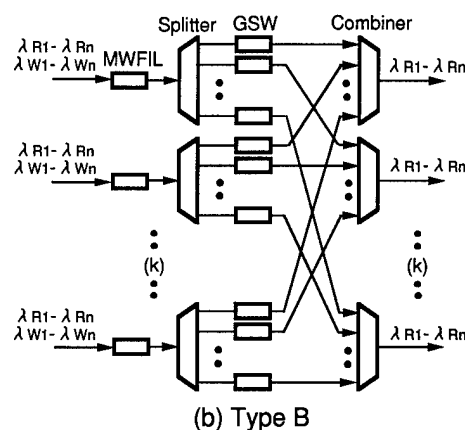 Splitter GSW Combiner
λ R1- λ Rn
λ W1- λ Wn
MWFIL
λ R1- λ Rn
λ R1- λ Rn
λ W1- λ Wn
λ R1- λ Rn
(k)
(k)
λ R1- λ Rn
λ W1- λ Wn
λ R1- λ Rn
(b) Type B